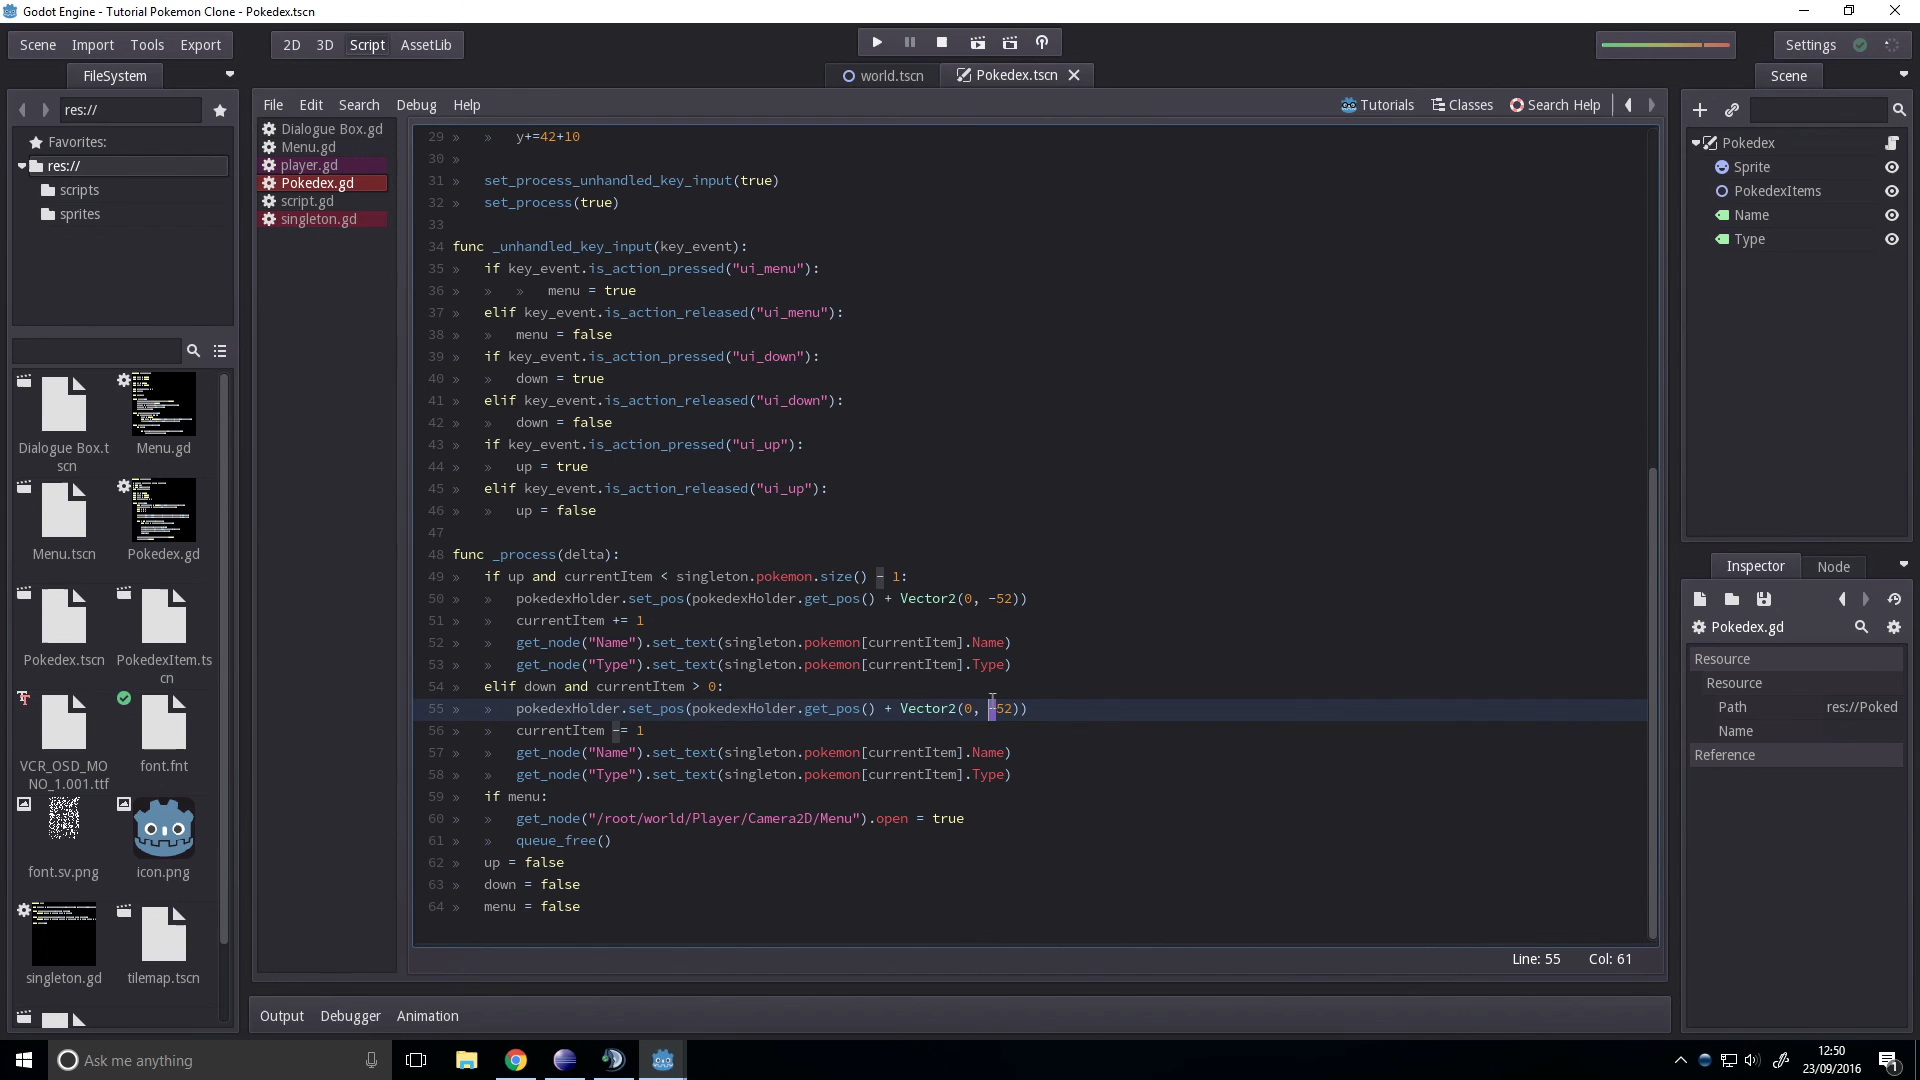 Godot Engine - Tutorial Pokemon Clone - Pokedex.tscn
Scene Import Tools Export
2D 3D Script AssetLib
Settings
FileSystem
world.tscn
Pokedex.tscn
Scene
res://
File Edit Search Debug Help
Tutorials Classes Search Help
Favorites:
res://
scripts
sprites
Dialogue Box.gd
Menu.gd
player.gd
Pokedex.gd
script.gd
singleton.gd
29 » » y+=42+10
30 »
31 » set_process_unhandled_key_input(true)
32 » set_process(true)
33
34 func _unhandled_key_input(key_event):
35 » if key_event.is_action_pressed("ui_menu"):
36 » » » menu = true
37 » elif key_event.is_action_released("ui_menu"):
38 » » menu = false
39 » if key_event.is_action_pressed("ui_down"):
40 » » down = true
41 » elif key_event.is_action_released("ui_down"):
42 » » down = false
43 » if key_event.is_action_pressed("ui_up"):
44 » » up = true
45 » elif key_event.is_action_released("ui_up"):
46 » » up = false
47
48 func _process(delta):
49 » if up and currentItem < singleton.pokemon.size() - 1:
50 » » pokedexHolder.set_pos(pokedexHolder.get_pos() + Vector2(0, -52))
51 » » currentItem += 1
52 » » get_node("Name").set_text(singleton.pokemon[currentItem].Name)
53 » » get_node("Type").set_text(singleton.pokemon[currentItem].Type)
54 » elif down and currentItem > 0:
55 » » pokedexHolder.set_pos(pokedexHolder.get_pos() + Vector2(0, -52))
56 » » currentItem -= 1
57 » » get_node("Name").set_text(singleton.pokemon[currentItem].Name)
58 » » get_node("Type").set_text(singleton.pokemon[currentItem].Type)
59 » if menu:
60 » » get_node("/root/world/Player/Camera2D/Menu").open = true
61 » » queue_free()
62 » up = false
63 » down = false
64 » menu = false
Line: 55 Col: 61
Dialogue Box.t
scn
Menu.gd
Menu.tscn
Pokedex.gd
Pokedex.tscn
PokedexItem.ts
cn
VCR_OSD_MO
NO_1.001.ttf
font.fnt
font.sv.png
icon.png
singleton.gd
tilemap.tscn
Output Debugger Animation
Pokedex
Sprite
PokedexItems
Name
Type
Inspector Node
Pokedex.gd
Resource
Resource
Path res://Poked
Name
Reference
Ask me anything
12:50
23/09/2016
1